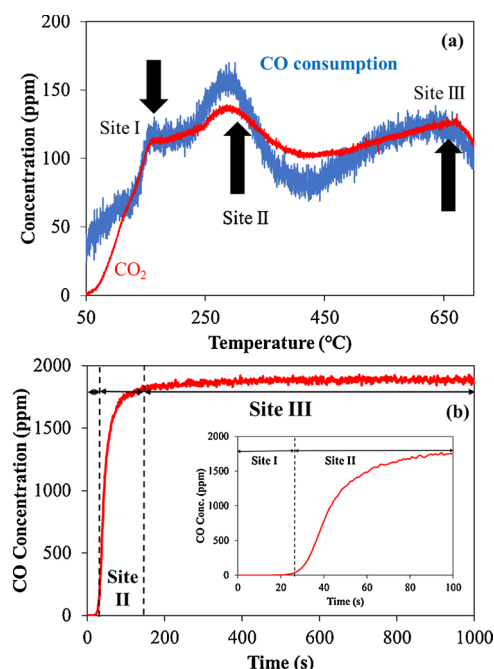 (a)
200
150
100
50
0
Concentration (ppm)
CO consumption
Site I
Site II
Site III
CO₂
50
250
450
650
Temperature (°C)
(b)
2000
1500
1000
500
0
CO Concentration (ppm)
Site III
Site
II
2000
1500
1000
500
0
CO Conc. (ppm)
Site I
Site II
0
20
40
60
80
100
Time (s)
0
200
400
600
800
1000
Time (s)